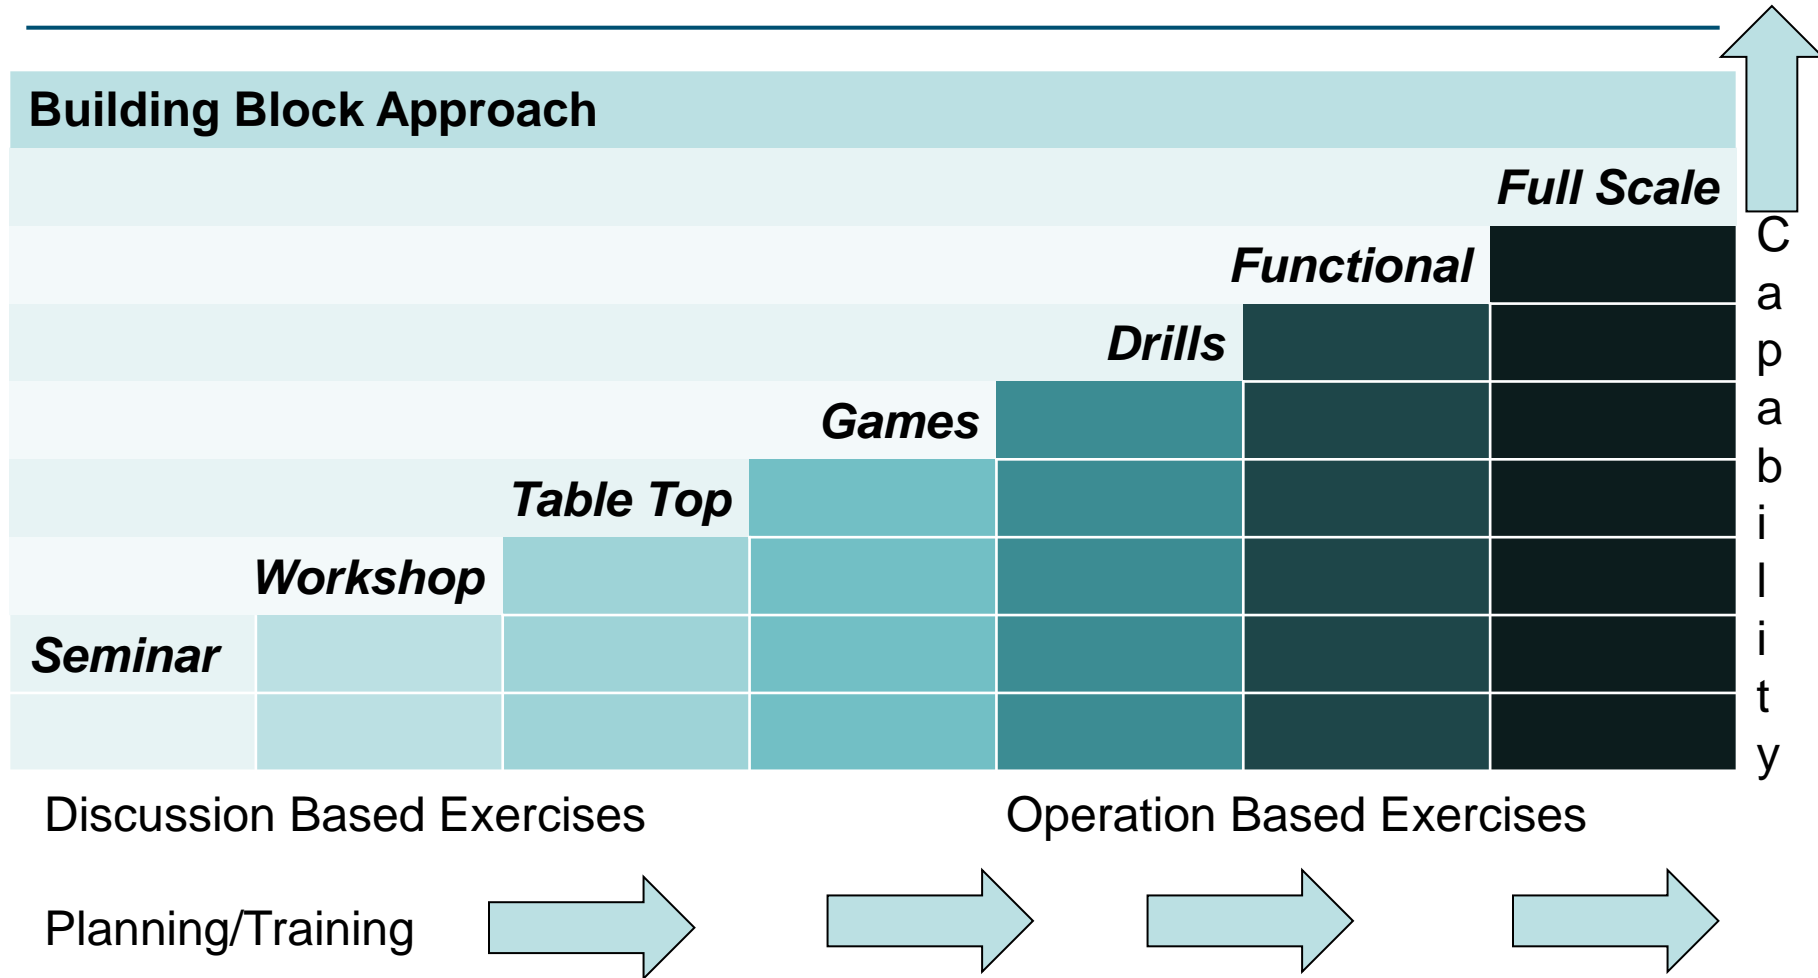 Building Block Approach
Full Scale
Functional
Drills
Games
Table Top
Workshop
Seminar
C
a
p
a
b
i
l
i
t
y
Discussion Based Exercises
Operation Based Exercises
Planning/Training